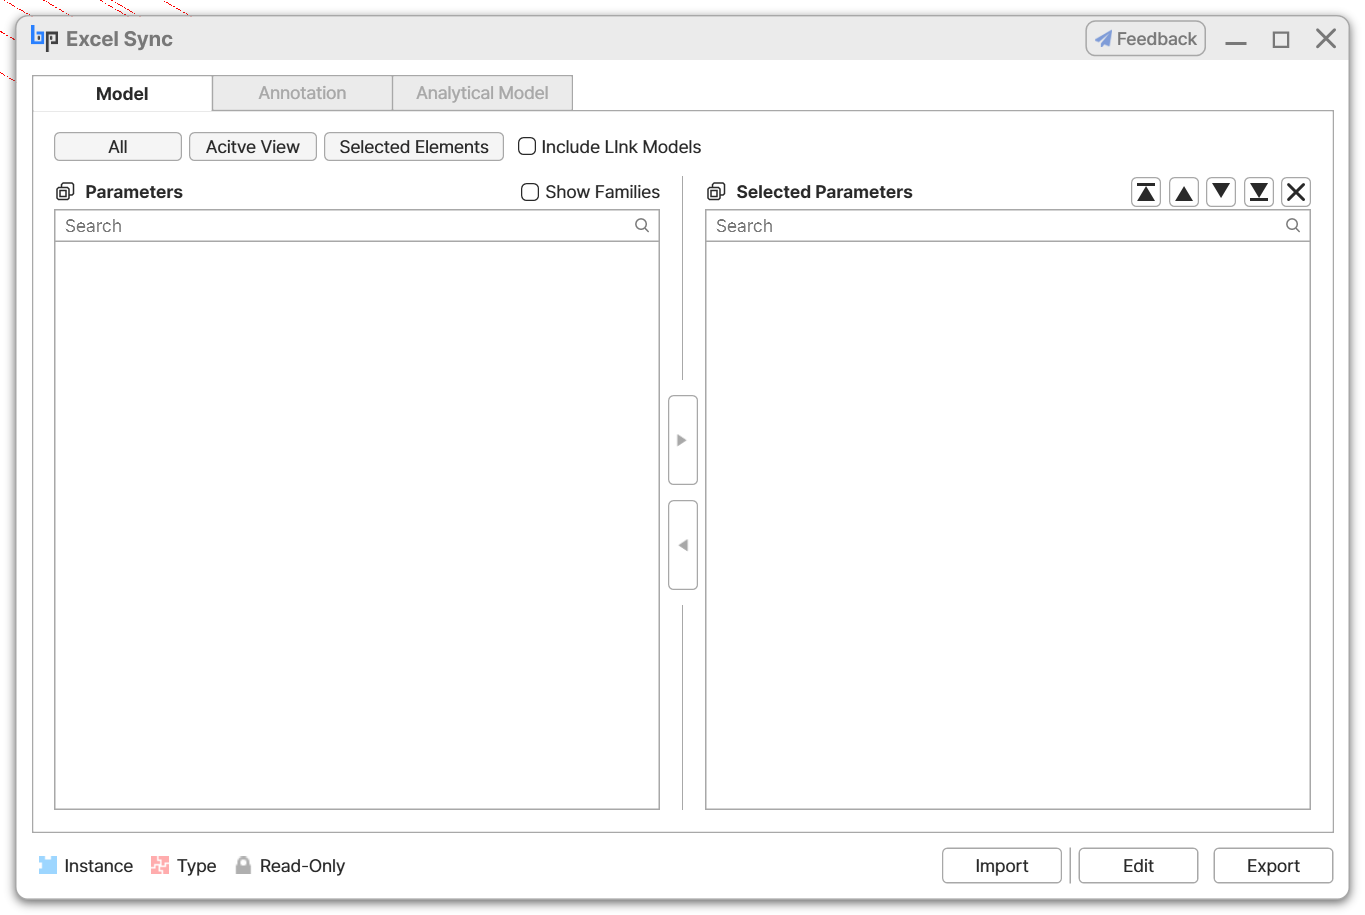 bp Excel Sync Feedback
Model Annotation Analytical Model
All Acitve View Selected Elements Include LInk Models
Parameters Show Families Selected Parameters
Search Search
Instance Type Read-Only Import Edit Export